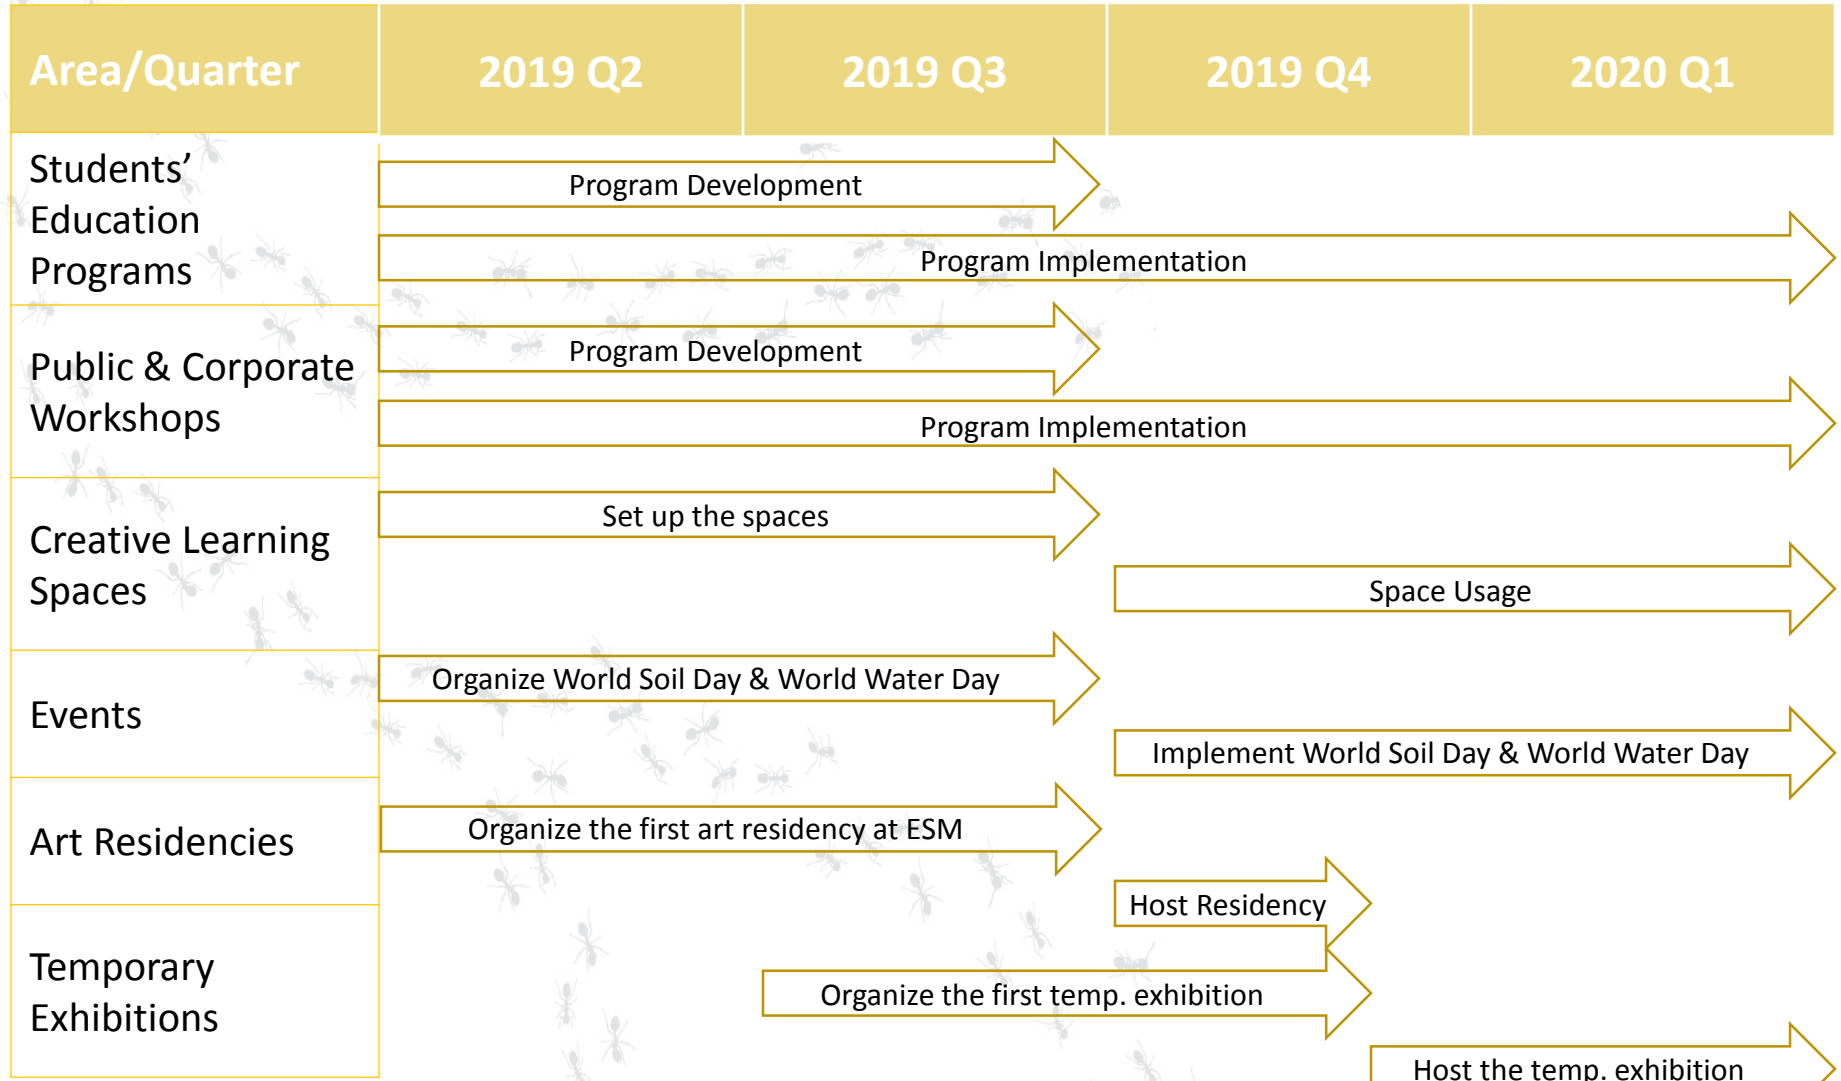 Area/Quarter
2019 Q2
2019 Q3
2019 Q4
2020 Q1
Students’
Education
Programs
Program Development
Program Implementation
Public & Corporate
Workshops
Program Development
Program Implementation
Creative Learning
Spaces
Set up the spaces
Space Usage
Events
Organize World Soil Day & World Water Day
Implement World Soil Day & World Water Day
Art Residencies
Organize the first art residency at ESM
Host Residency
Temporary
Exhibitions
Organize the first temp. exhibition
Host the temp. exhibition